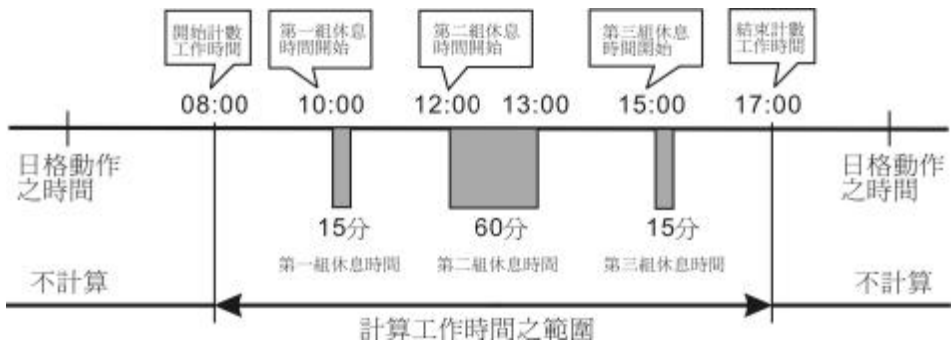 開始計數
工作時間
第一組休息
時間開始
第二組休息
時間開始
第三組休息
時間開始
結束計數
工作時間
08:00
10:00
12:00
13:00
15:00
17:00
日格動作
之時間
日格動作
之時間
15分
60分
15分
第一組休息時間
第二組休息時間
第三組休息時間
不計算
不計算
計算工作時間之範圍